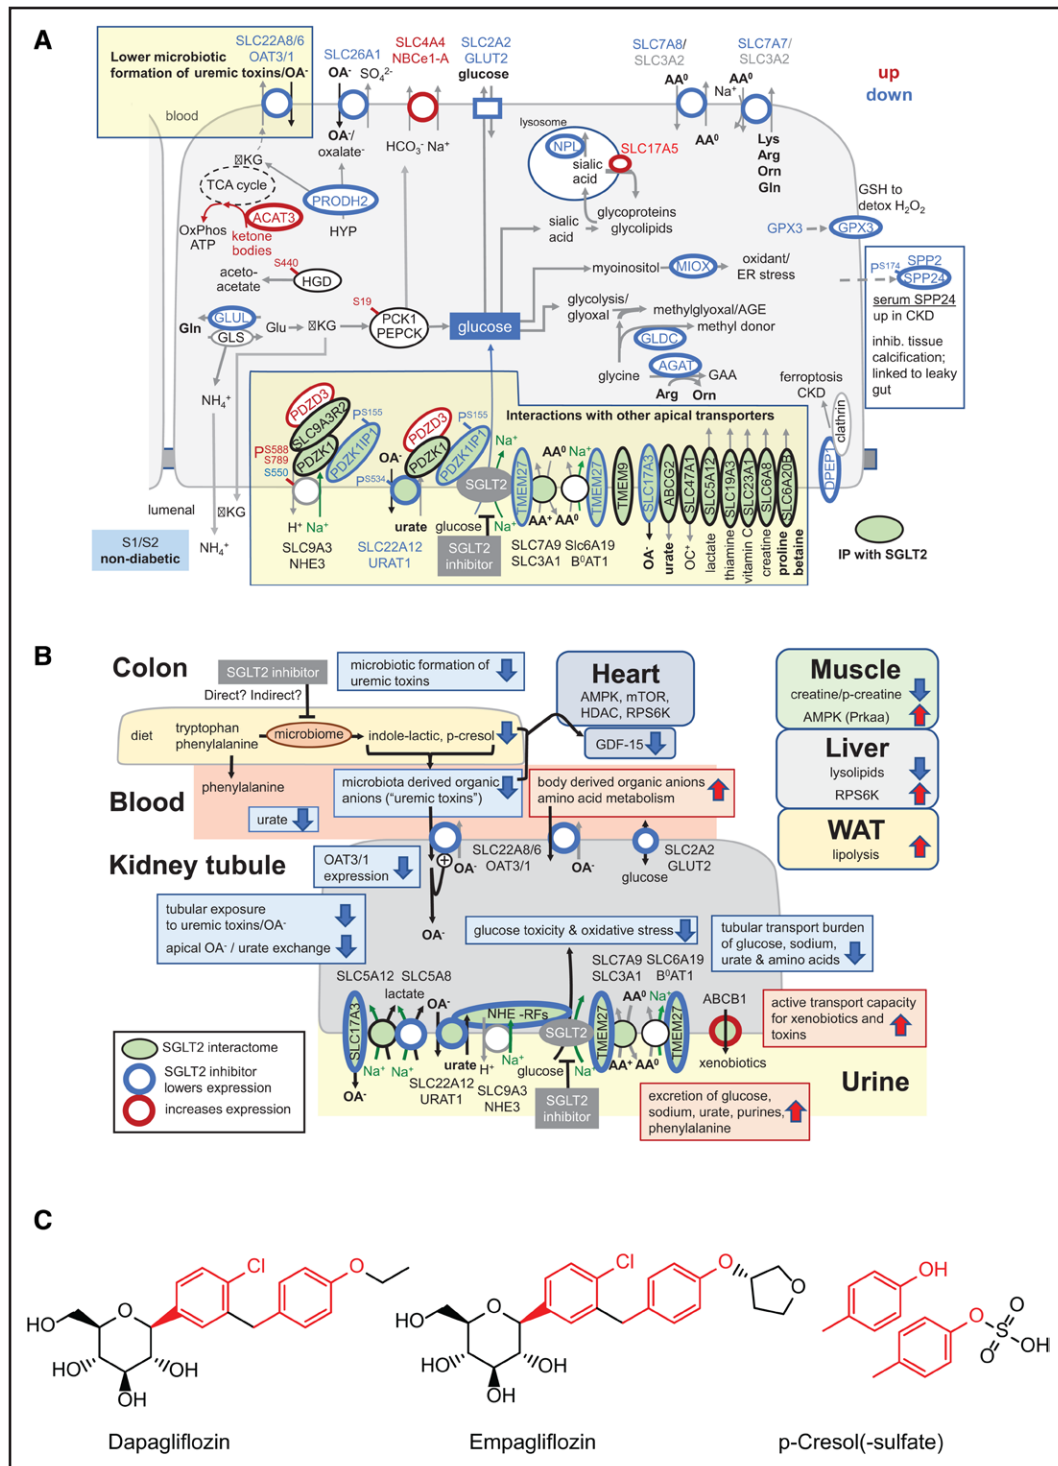 A
Lower microbiotic
formation of uremic toxins/OA-
SLC22A8/6
OAT3/1
SLC26A1
OA-
SO₄²⁻
SLC4A4
NBCe1-A
SLC2A2
GLUT2
glucose
SLC7A8/
SLC3A2
AA⁰
SLC7A7/
SLC3A2
AA⁰
Na⁺
up
down
blood
OA-/
oxalate-
HCO₃⁻ Na⁺
lysosome
NPL
sialic
acid
SLC17A5
AA⁰
Lys
Arg
Orn
Gln
KG
TCA cycle
PRODH2
HYP
ACAT3
OxPhos
ATP
ketone
bodies
glycoproteins
glycolipids
sialic
acid
GSH to
detox H₂O₂
GPX3
GPX3
S440
aceto-
acetate
HGD
myoinositol
MIOX
oxidant/
ER stress
P S174
SPP2
SPP24
serum SPP24
up in CKD
inhib. tissue
calcification;
linked to leaky
gut
S19
PCK1
PEPCK
glucose
glycolysis/
glyoxal
methylglyoxal/AGE
methyl donor
GLDC
AGAT
glycine
GAA
Arg
Orn
Gln
GLUL
GLS
Glu
KG
NH₄⁺
ferroptosis
CKD
clathrin
DPEP1
Interactions with other apical transporters
PDZD3
SLC9A3R2
PDZK1
PDZK1IP1
P S155
P S588
S789
S550
H⁺ Na⁺
SLC9A3
NHE3
PDZD3
PDZK1
PDZK1IP1
P S155
OA-
P S534
urate
SLC22A12
URAT1
Na⁺
SGLT2
glucose
Na⁺
SGLT2
inhibitor
TMEM27
AA⁰ Na⁺
AA⁺ AA⁰
TMEM27
SLC7A9
SLC3A1
Slc6A19
B⁰AT1
TMEM9
SLC17A3
ABCG2
SLC47A1
SLC5A12
SLC19A3
SLC23A1
SLC6A8
SLC6A20B
OA-
urate
OC⁺
lactate
thiamine
vitamin C
creatine
proline
betaine
IP with SGLT2
lumenal
KG
NH₄⁺
S1/S2
non-diabetic
B
Colon
SGLT2 inhibitor
Direct? Indirect?
microbiotic formation of
uremic toxins
Heart
AMPK, mTOR,
HDAC, RPS6K
GDF-15
Muscle
creatine/p-creatine
AMPK (Prkaa)
Liver
lysolipids
RPS6K
WAT
lipolysis
diet
tryptophan
phenylalanine
microbiome
indole-lactic, p-cresol
Blood
phenylalanine
urate
microbiota derived organic
anions ("uremic toxins")
body derived organic anions
amino acid metabolism
Kidney tubule
OAT3/1
expression
OA-
SLC22A8/6
OAT3/1
OA-
SLC2A2
GLUT2
glucose
OA-
tubular exposure
to uremic toxins/OA-
apical OA- / urate exchange
glucose toxicity & oxidative stress
tubular transport burden
of glucose, sodium,
urate & amino acids
SLC5A12
SLC5A8
lactate
OA-
SLC17A3
Na⁺
Na⁺
OA-
NHE -RFs
urate
H⁺
Na⁺
SLC22A12
URAT1
SLC9A3
NHE3
SGLT2
glucose
Na⁺
SGLT2
inhibitor
SLC7A9
SLC3A1
SLC6A19
B⁰AT1
TMEM27
AA⁰ Na⁺
AA⁺ AA⁰
TMEM27
ABCB1
xenobiotics
active transport capacity
for xenobiotics and
toxins
excretion of glucose,
sodium, urate, purines,
phenylalanine
Urine
SGLT2 interactome
SGLT2 inhibitor
lowers expression
increases expression
C
Cl
O
O
HO
HO
OH
OH
Dapagliflozin
Cl
O
O
O
HO
HO
OH
OH
Empagliflozin
OH
O
O
S
O
OH
p-Cresol(-sulfate)